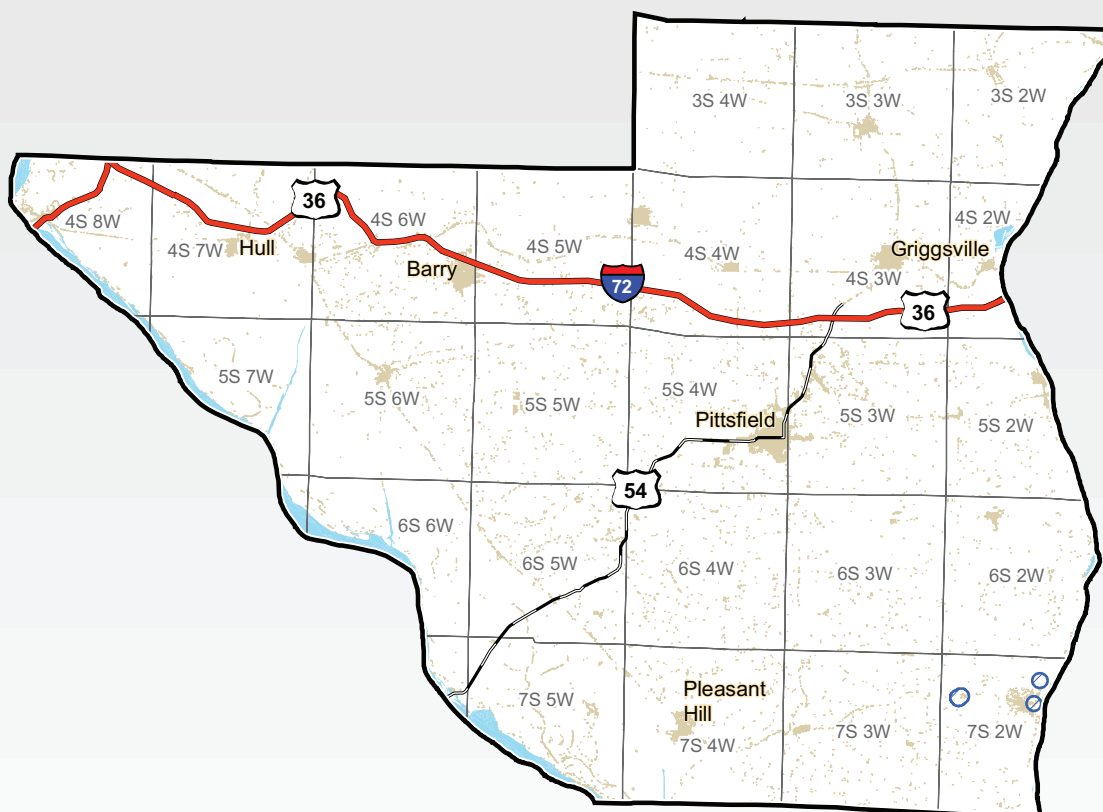 3S 4W
3S 3W
3S 2W
4S 8W
36
4S 6W
4S 2W
4S 7W
Hull
4S 5W
4S 4W
Griggsville
Barry
4S 3W
72
36
5S 7W
5S 6W
5S 5W
5S 4W
Pittsfield
5S 3W
5S 2W
54
6S 6W
6S 5W
6S 4W
6S 3W
6S 2W
7S 5W
Pleasant
Hill
7S 4W
7S 3W
7S 2W